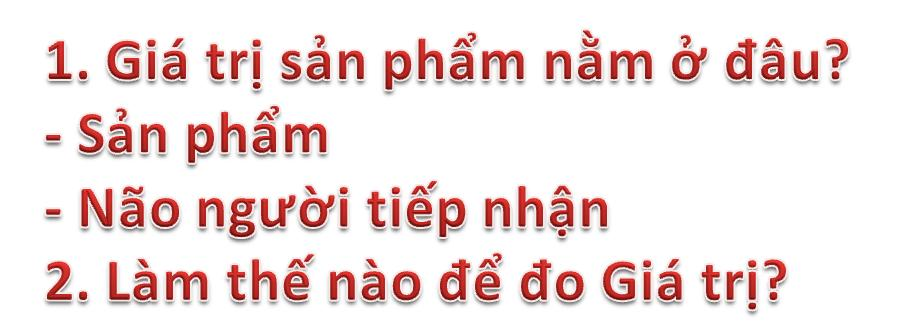 1. Giá trị sản phẩm nằm ở đâu?
- Sản phẩm
- Não người tiếp nhận
2. Làm thế nào để đo Giá trị?